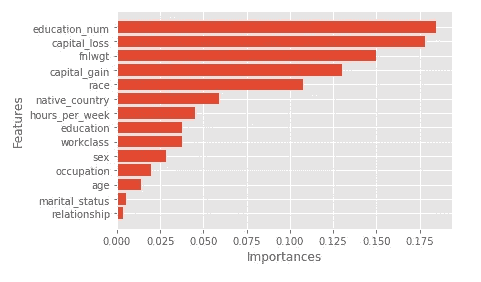 education_num
capital_loss
fnlwgt
capital_gain
race
native_country
hours_per_week
education
workclass
sex
occupation
age
marital_status
relationship
Features
0.000 0.025 0.050 0.075 0.100 0.125 0.150 0.175
Importances